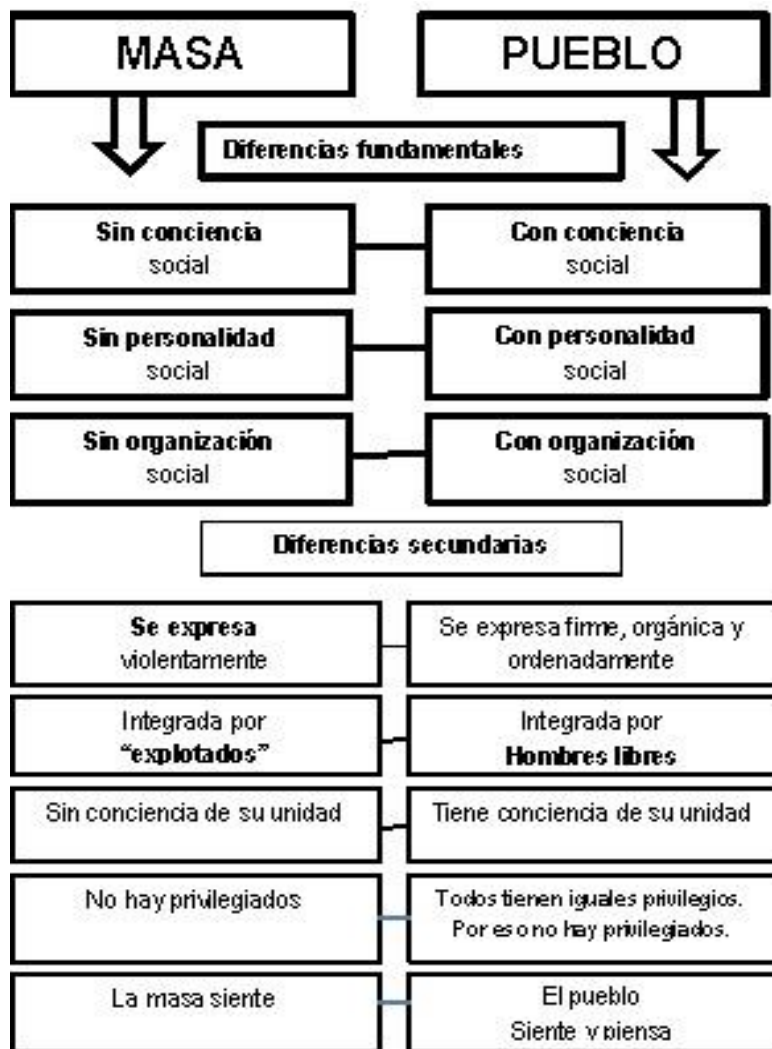 MASA
PUEBLO
Diferencias fundamentales
Sin conciencia
social
Con conciencia
social
Sin personalidad
social
Con personalidad
social
Sin organización
social
Con organización
social
Diferencias secundarias
Se expresa
violentamente
Se expresa firme, orgánica y
ordenadamente
Integrada por
“explotados”
Integrada por
Hombres libres
Sin conciencia de su unidad
Tiene conciencia de su unidad
No hay privilegiados
Todos tienen iguales privilegios.
Por eso no hay privilegiados.
La masa siente
El pueblo
Siente y piensa